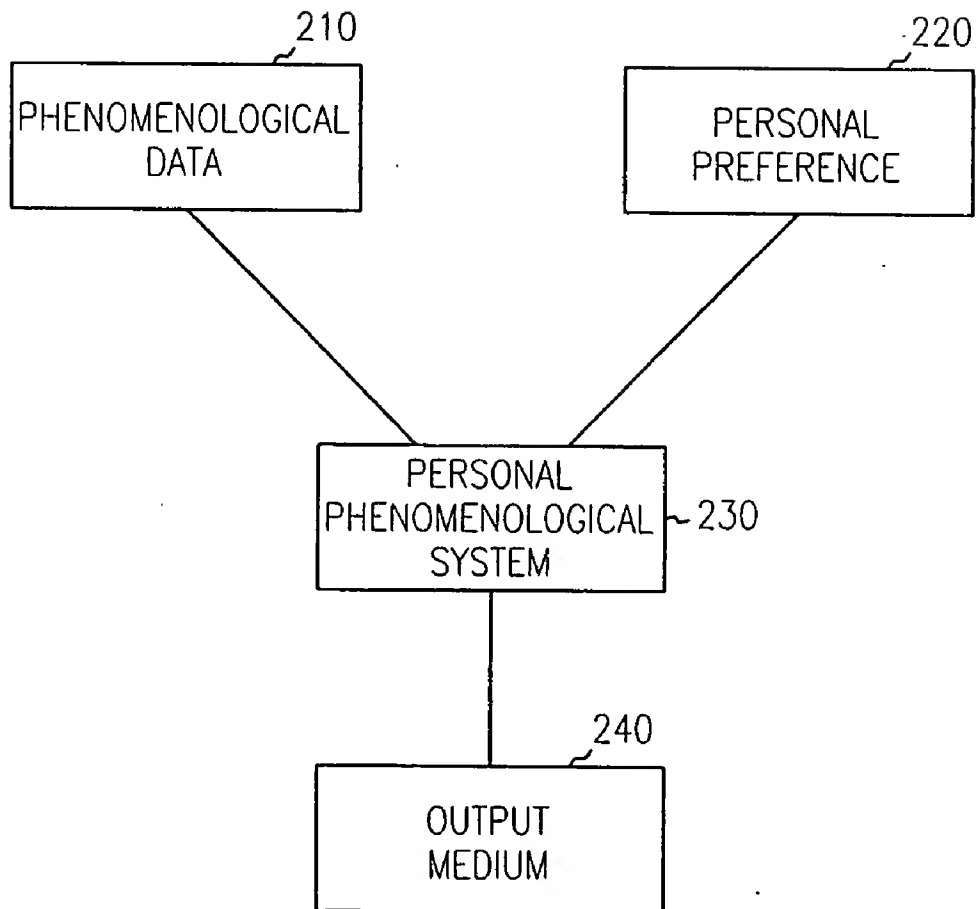 210
220
PHENOMENOLOGICAL
DATA
PERSONAL
PREFERENCE
PERSONAL
PHENOMENOLOGICAL
SYSTEM
230
240
OUTPUT
MEDIUM